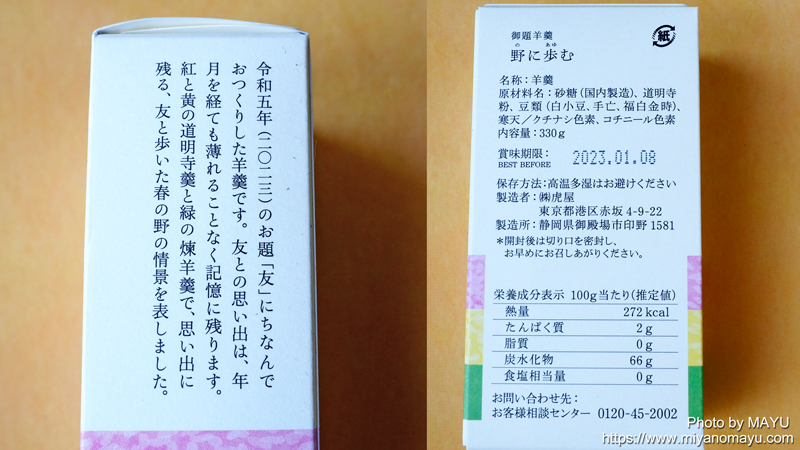 令和五年（二〇二三）のお題「友」にちなんで
おつくりした羊羹です。友との思い出は、年
月を経ても薄れることなく記憶に残ります。
紅と黄の道明寺羹と緑の煉羊羹で、思い出に
残る、友と歩いた春の野の情景を表しました。
紙
御題羊羹
野に歩む
の あゆ
名称：羊羹
原材料名：砂糖（国内製造）、道明寺
粉、豆類（白小豆、手亡、福白金時）、
寒天／クチナシ色素、コチニール色素
内容量：330g
賞味期限： 2023.01.08
BEST BEFORE
保存方法：高温多湿はお避けください
製造者：㈱虎屋
東京都港区赤坂 4-9-22
製造所：静岡県御殿場市印野 1581
＊開封後は切り口を密封し、
お早めにお召しあがりください。
栄養成分表示 100g当たり（推定値）
熱量 272 kcal
たんぱく質 2 g
脂質 0 g
炭水化物 66 g
食塩相当量 0 g
お問い合わせ先：
お客様相談センター 0120-45-2002
Photo by MAYU
https://www.miyanomayu.com/